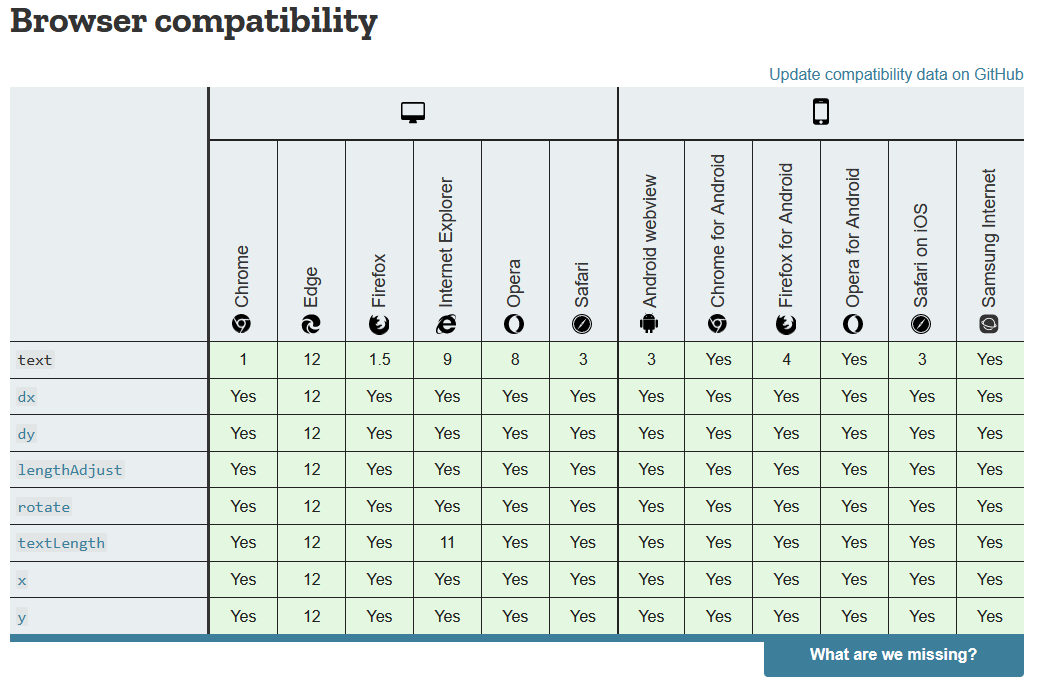 Browser compatibility
Update compatibility data on GitHub
Chrome Edge Firefox Internet Explorer Opera Safari Android webview Chrome for Android Firefox for Android Opera for Android Safari on iOS Samsung Internet
text 1 12 1.5 9 8 3 3 Yes 4 Yes 3 Yes
dx Yes 12 Yes Yes Yes Yes Yes Yes Yes Yes Yes Yes
dy Yes 12 Yes Yes Yes Yes Yes Yes Yes Yes Yes Yes
lengthAdjust Yes 12 Yes Yes Yes Yes Yes Yes Yes Yes Yes Yes
rotate Yes 12 Yes Yes Yes Yes Yes Yes Yes Yes Yes Yes
textLength Yes 12 Yes 11 Yes Yes Yes Yes Yes Yes Yes Yes
x Yes 12 Yes Yes Yes Yes Yes Yes Yes Yes Yes Yes
y Yes 12 Yes Yes Yes Yes Yes Yes Yes Yes Yes Yes
What are we missing?